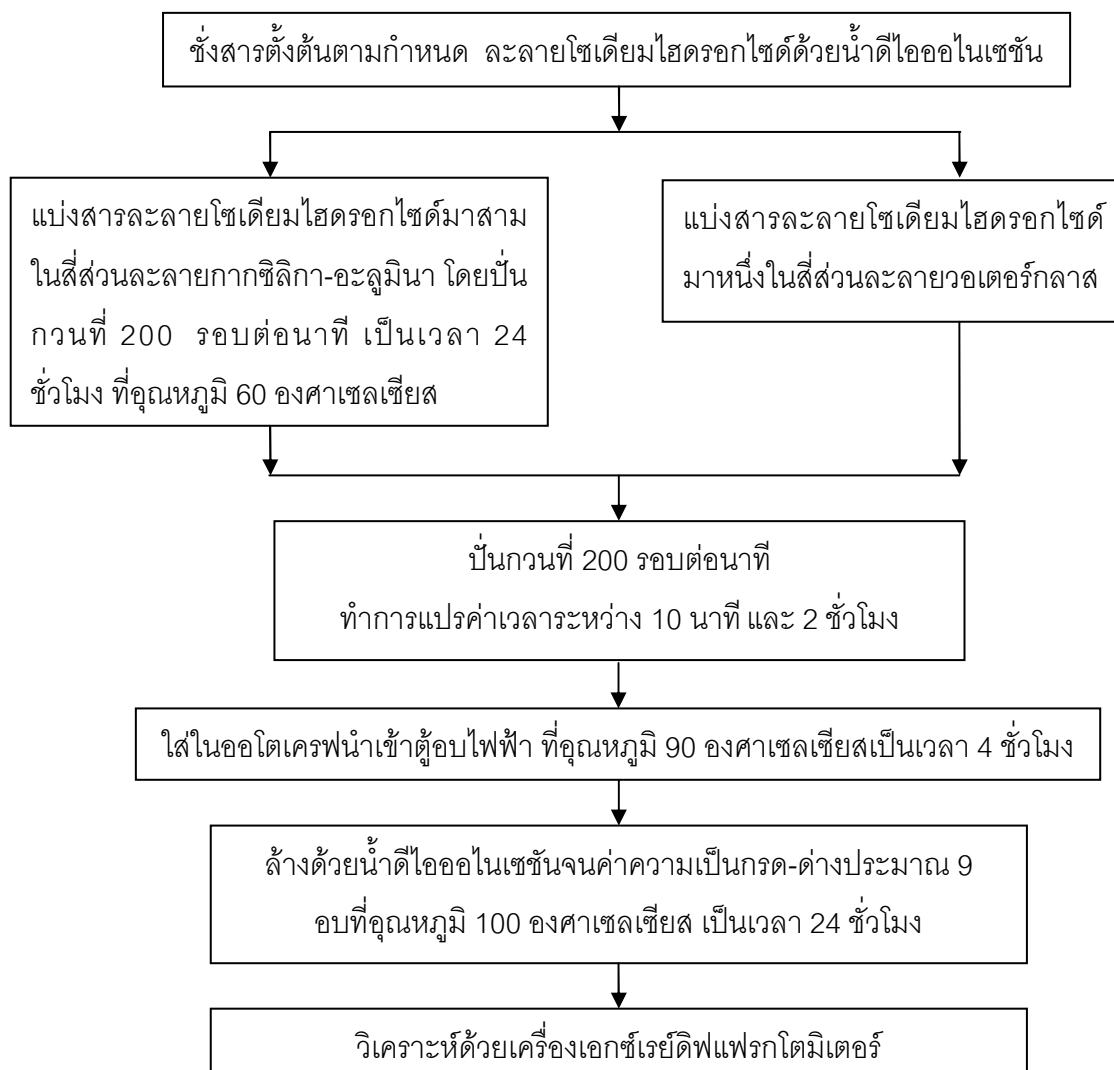 ชั่งสารตั้งต้นตามกำหนด ละลายโซเดียมไฮดรอกไซด์ด้วยน้ำดีไอออไนเซชัน
แบ่งสารละลายโซเดียมไฮดรอกไซด์มาสาม
ในสี่ส่วนละลายกากซิลิกา-อะลูมินา โดยปั่น
กวนที่ 200 รอบต่อนาที เป็นเวลา 24
ชั่วโมง ที่อุณหภูมิ 60 องศาเซลเซียส
แบ่งสารละลายโซเดียมไฮดรอกไซด์
มาหนึ่งในสี่ส่วนละลายวอเตอร์กลาส
ปั่นกวนที่ 200 รอบต่อนาที
ทำการแปรค่าเวลาระหว่าง 10 นาที และ 2 ชั่วโมง
ใส่ในออโตเครฟนำเข้าตู้อบไฟฟ้า ที่อุณหภูมิ 90 องศาเซลเซียสเป็นเวลา 4 ชั่วโมง
ล้างด้วยน้ำดีไอออไนเซชันจนค่าความเป็นกรด-ด่างประมาณ 9
อบที่อุณหภูมิ 100 องศาเซลเซียส เป็นเวลา 24 ชั่วโมง
วิเคราะห์ด้วยเครื่องเอกซ์เรย์ดิฟแฟรกโตมิเตอร์